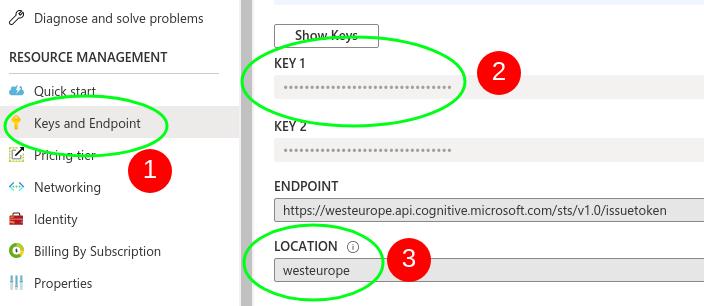 Diagnose and solve problems
RESOURCE MANAGEMENT
Quick start
Keys and Endpoint
1
Pricing tier
Networking
Identity
Billing By Subscription
Properties
Show Keys
KEY 1
2
••••••••••••••••••••••••••••••••
KEY 2
••••••••••••••••••••••••••••••••
ENDPOINT
https://westeurope.api.cognitive.microsoft.com/sts/v1.0/issuetoken
LOCATION
3
westeurope